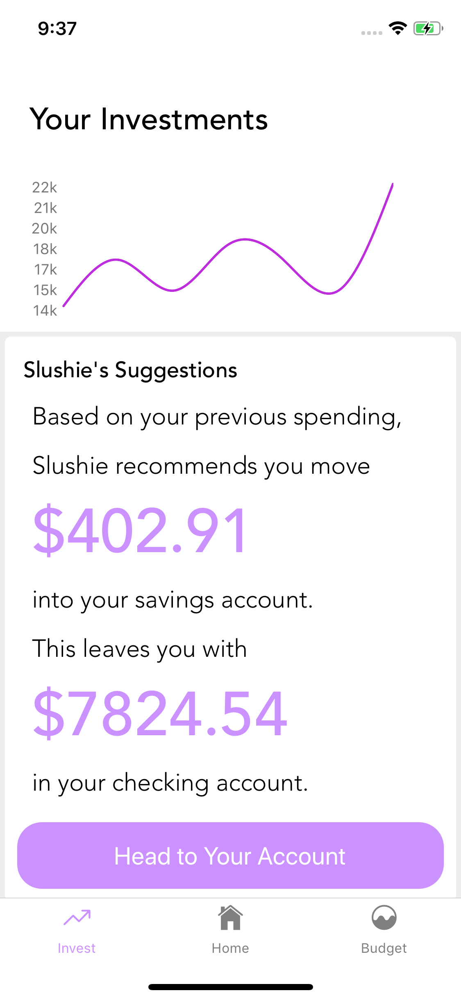 9:37
Your Investments
22k
21k
20k
18k
17k
15k
14k
Slushie's Suggestions
Based on your previous spending,
Slushie recommends you move
$402.91
into your savings account.
This leaves you with
$7824.54
in your checking account.
Head to Your Account
Invest
Home
Budget